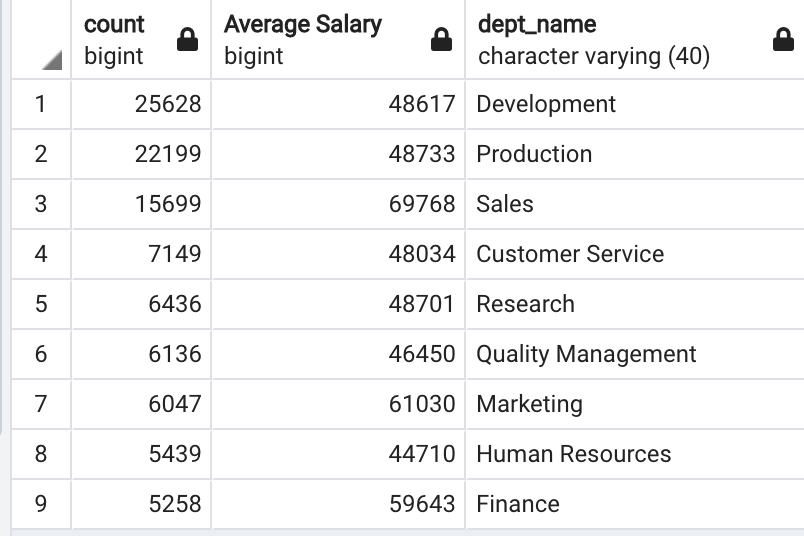 count Average Salary dept_name
bigint bigint character varying (40)
1 25628 48617 Development
2 22199 48733 Production
3 15699 69768 Sales
4 7149 48034 Customer Service
5 6436 48701 Research
6 6136 46450 Quality Management
7 6047 61030 Marketing
8 5439 44710 Human Resources
9 5258 59643 Finance